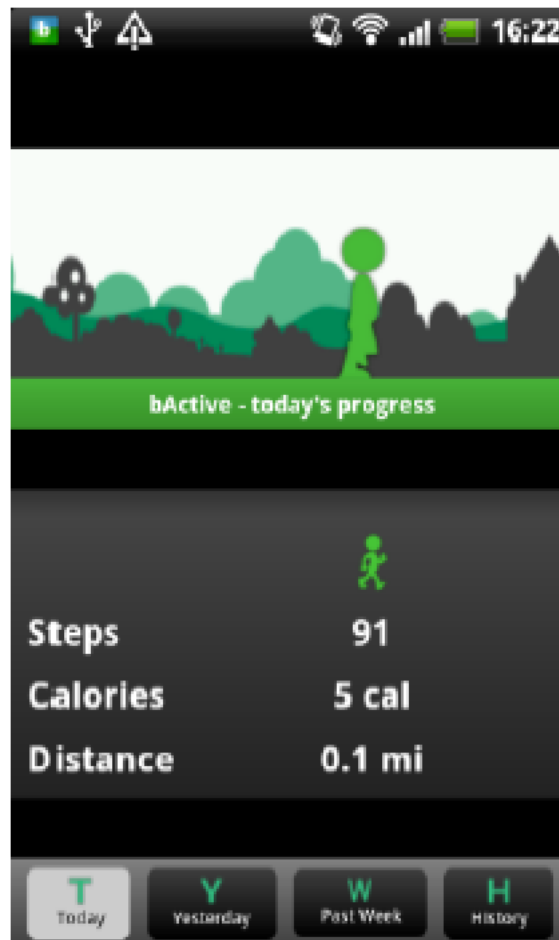 b 16:22
bActive - today's progress
Steps 91
Calories 5 cal
Distance 0.1 mi
T Y W H
Today Yesterday Past Week History